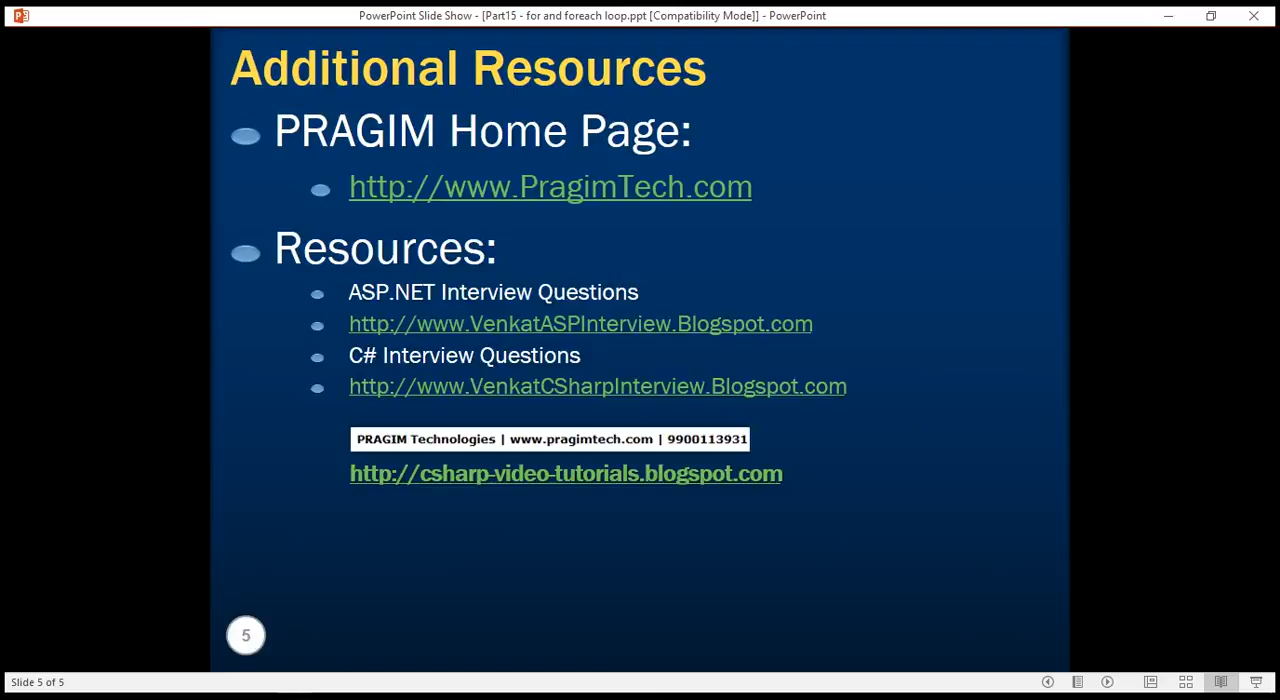 PowerPoint Slide Show - [Part15 - for and foreach loop.ppt [Compatibility Mode]] - PowerPoint
Additional Resources
PRAGIM Home Page:
http://www.PragimTech.com
Resources:
ASP.NET Interview Questions
http://www.VenkatASPInterview.Blogspot.com
C# Interview Questions
http://www.VenkatCSharpInterview.Blogspot.com
PRAGIM Technologies | www.pragimtech.com | 9900113931
http://csharp-video-tutorials.blogspot.com
5
Slide 5 of 5